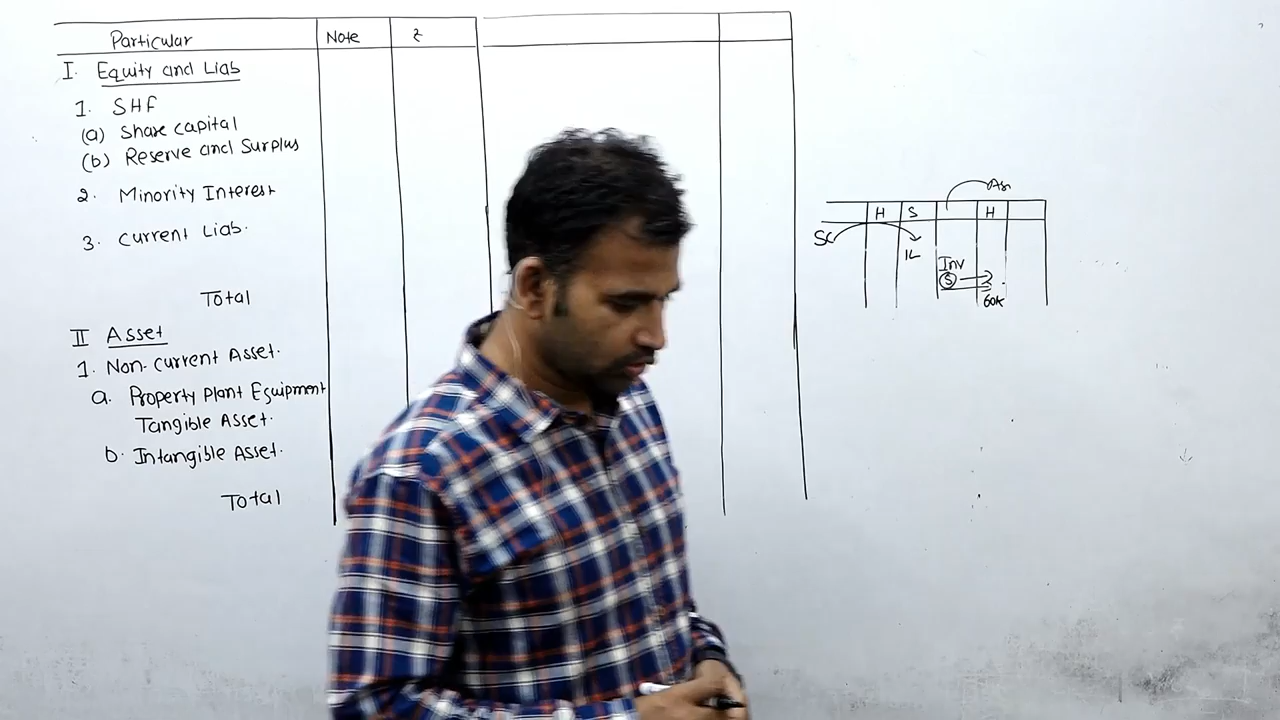 Particular Note ₹
I. Equity and Liab
1. SHF
(a) Share Capital
(b) Reserve and Surplus
2. Minority Interest
3. Current Liab.
Total
II Asset
1. Non-Current Asset.
a. Property Plant Equipment
Tangible Asset.
b. Intangible Asset.
Total
H S H
SC
1L
Inv
S
60K